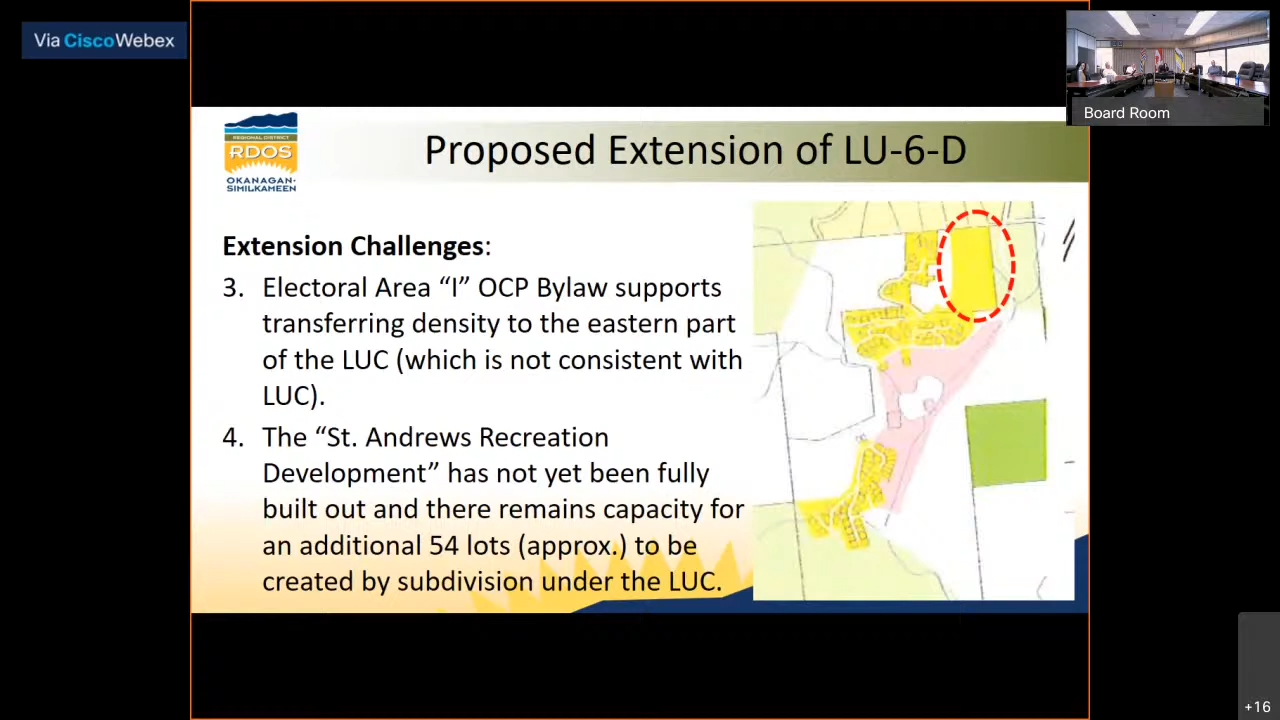 Via CiscoWebex
Board Room
REGIONAL DISTRICT
RDOS
OKANAGAN-
SIMILKAMEEN
Proposed Extension of LU-6-D
Extension Challenges:
3. Electoral Area “I” OCP Bylaw supports
transferring density to the eastern part
of the LUC (which is not consistent with
LUC).
4. The “St. Andrews Recreation
Development” has not yet been fully
built out and there remains capacity for
an additional 54 lots (approx.) to be
created by subdivision under the LUC.
+16